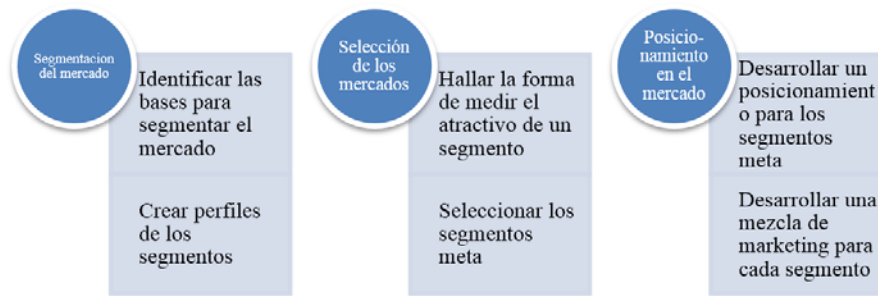 Segmentacion
del mercado
Identificar las
bases para
segmentar el
mercado
Crear perfiles
de los
segmentos
Selección
de los
mercados
Hallar la forma
de medir el
atractivo de un
segmento
Seleccionar los
segmentos
meta
Posicio-
namiento
en el
mercado
Desarrollar un
posicionamient
o para los
segmentos
meta
Desarrollar una
mezcla de
marketing para
cada segmento